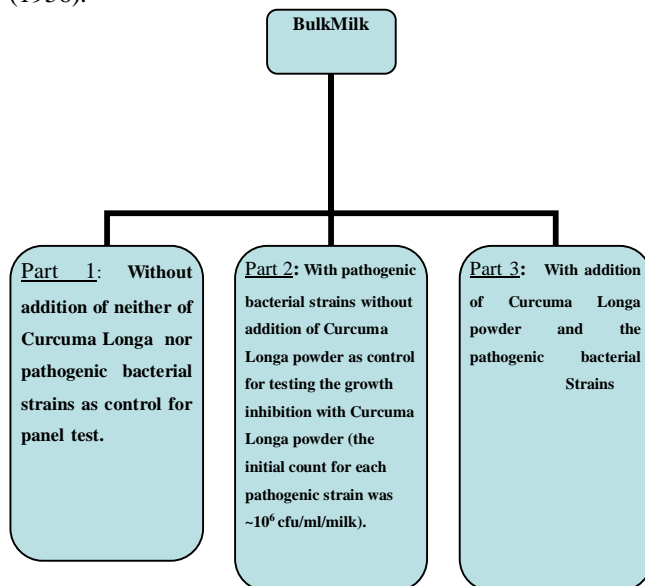 (1956).
BulkMilk
Part 1: Without
addition of neither of
Curcuma Longa nor
pathogenic bacterial
strains as control for
panel test.
Part 2: With pathogenic
bacterial strains without
addition of Curcuma
Longa powder as control
for testing the growth
inhibition with Curcuma
Longa powder (the
initial count for each
pathogenic strain was
~10⁶ cfu/ml/milk).
Part 3: With addition
of Curcuma Longa
powder and the
pathogenic bacterial
Strains